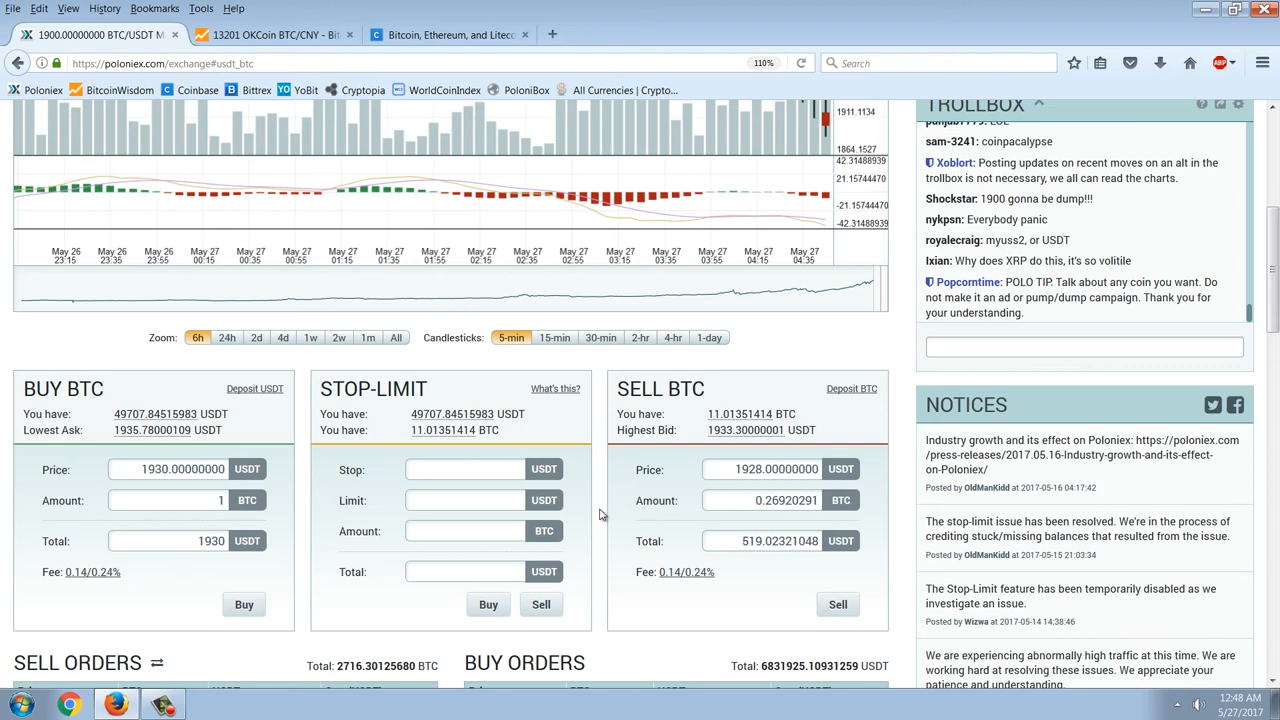 File Edit View History Bookmarks Tools Help
1900.00000000 BTC/USDT M
13201 OKCoin BTC/CNY - Bi
Bitcoin, Ethereum, and Liteco
https://poloniex.com/exchange#usdt_btc
110%
Search
Poloniex BitcoinWisdom Coinbase Bittrex YoBit Cryptopia WorldCoinIndex PoloniBox All Currencies | Crypto...
1911.1134
1864.1527
42.31488939
21.15744470
-21.15744470
-42.31488939
May 26 May 26 May 26 May 27 May 27 May 27 May 27 May 27 May 27 May 27 May 27 May 27 May 27 May 27 May 27 May 27 May 27
23:15 23:35 23:55 00:15 00:35 00:55 01:15 01:35 01:55 02:15 02:35 02:55 03:15 03:35 03:55 04:15 04:35
Zoom: 6h 24h 2d 4d 1w 2w 1m All Candlesticks: 5-min 15-min 30-min 2-hr 4-hr 1-day
BUY BTC
Deposit USDT
You have: 49707.84515983 USDT
Lowest Ask: 1935.78000109 USDT
Price: 1930.00000000 USDT
Amount: 1 BTC
Total: 1930 USDT
Fee: 0.14/0.24%
Buy
STOP-LIMIT
What's this?
You have: 49707.84515983 USDT
You have: 11.01351414 BTC
Stop: USDT
Limit: USDT
Amount: BTC
Total: USDT
Buy Sell
SELL BTC
Deposit BTC
You have: 11.01351414 BTC
Highest Bid: 1933.30000001 USDT
Price: 1928.00000000 USDT
Amount: 0.26920291 BTC
Total: 519.02321048 USDT
Fee: 0.14/0.24%
Sell
SELL ORDERS
Total: 2716.30125680 BTC
BUY ORDERS
Total: 6831925.10931259 USDT
TROLLBOX
sam-3241: coinpacalypse
Xoblort: Posting updates on recent moves on an alt in the
trollbox is not necessary, we all can read the charts.
Shockstar: 1900 gonna be dump!!!
nykpsn: Everybody panic
royalecraig: myuss2, or USDT
Ixian: Why does XRP do this, it's so volitile
Popcorntime: POLO TIP. Talk about any coin you want. Do
not make it an ad or pump/dump campaign. Thank you for
your understanding.
NOTICES
Industry growth and its effect on Poloniex: https://poloniex.com
/press-releases/2017.05.16-Industry-growth-and-its-effect-
on-Poloniex/
Posted by OldManKidd at 2017-05-16 04:17:42
The stop-limit issue has been resolved. We're in the process of
crediting stuck/missing balances that resulted from the issue.
Posted by OldManKidd at 2017-05-15 21:03:34
The Stop-Limit feature has been temporarily disabled as we
investigate an issue.
Posted by Wizwa at 2017-05-14 14:38:46
We are experiencing abnormally high traffic at this time. We are
working hard at resolving these issues. We appreciate your
patience and understanding.
12:48 AM
5/27/2017